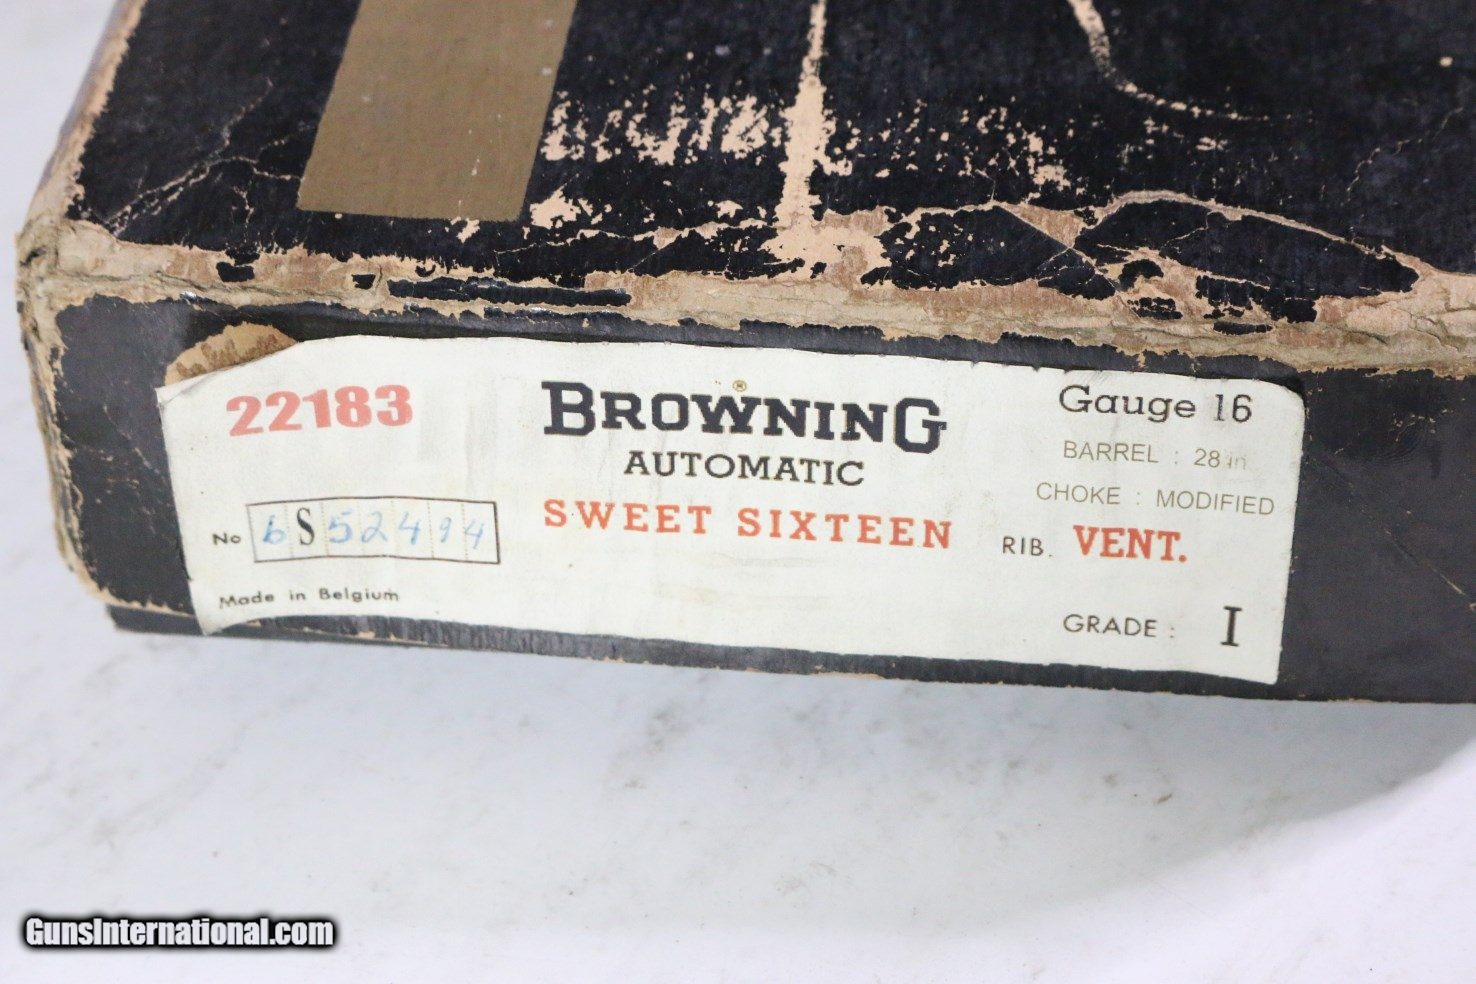 22183
BROWNING®
AUTOMATIC
SWEET SIXTEEN
Gauge 16
BARREL : 28 in.
CHOKE : MODIFIED
RIB. VENT.
GRADE : I
No 6S52494
Made in Belgium
GunsInternational.com